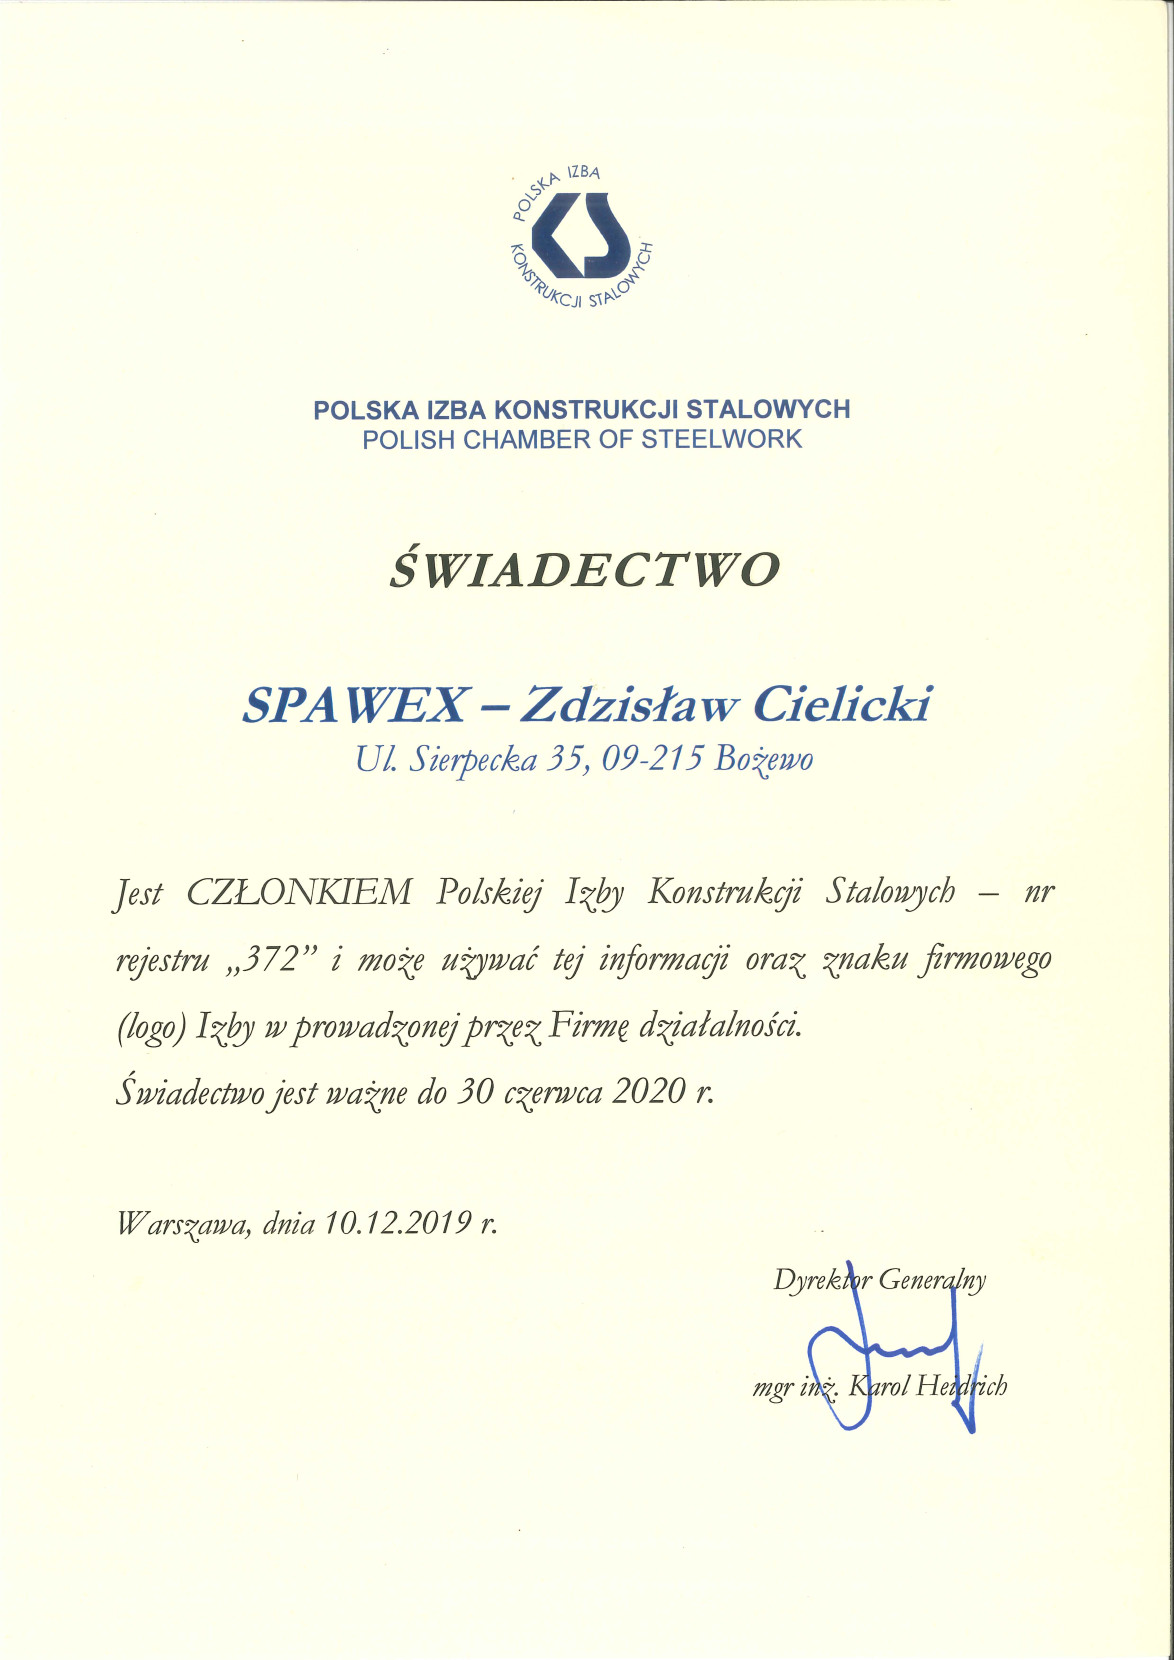 POLSKA IZBA
KONSTRUKCJI STALOWYCH
POLSKA IZBA KONSTRUKCJI STALOWYCH
POLISH CHAMBER OF STEELWORK
ŚWIADECTWO
SPAWEX – Zdzisław Cielicki
Ul. Sierpecka 35, 09-215 Bożewo
Jest CZŁONKIEM Polskiej Izby Konstrukcji Stalowych – nr
rejestru „372” i może używać tej informacji oraz znaku firmowego
(logo) Izby w prowadzonej przez Firmę działalności.
Świadectwo jest ważne do 30 czerwca 2020 r.
Warszawa, dnia 10.12.2019 r.
Dyrektor Generalny
mgr inż. Karol Heidrich